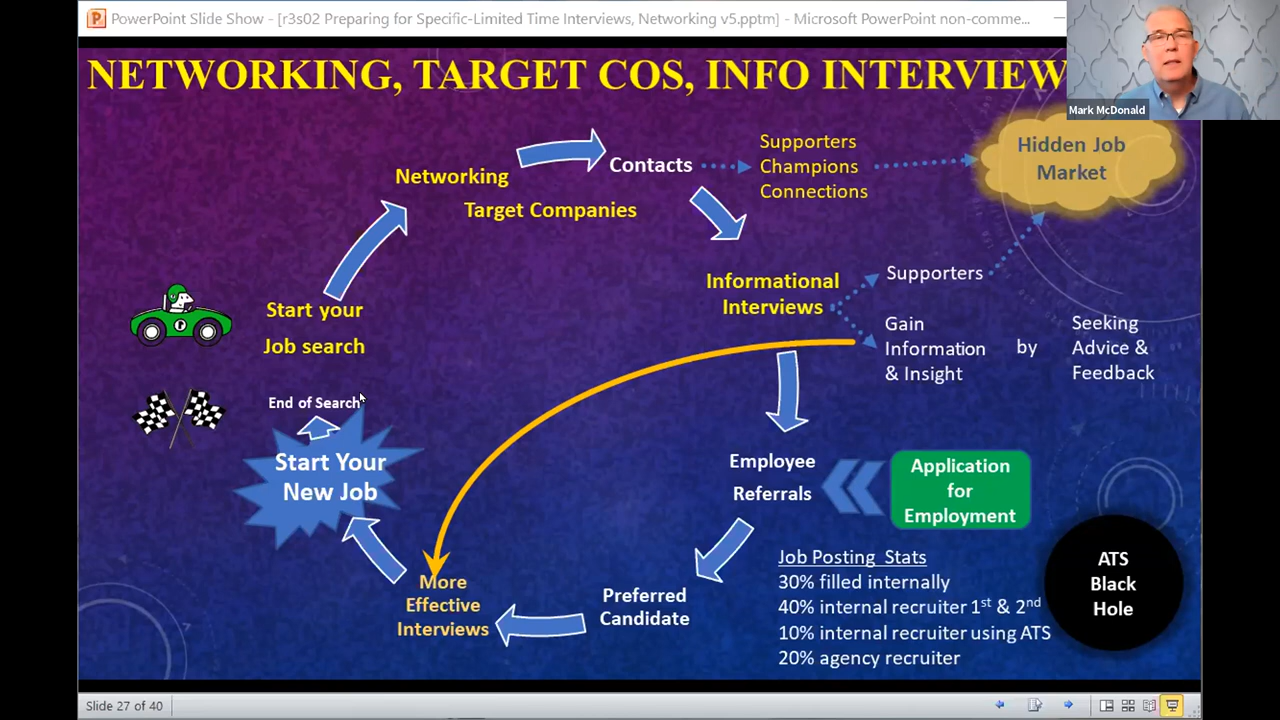 PowerPoint Slide Show - [r3s02 Preparing for Specific-Limited Time Interviews, Networking v5.pptm] - Microsoft PowerPoint non-comme...
NETWORKING, TARGET COS, INFO INTERVIEW
Mark McDonald
Hidden Job
Market
Supporters
Champions
Connections
Contacts
Networking
Target Companies
Informational
Interviews
Supporters
Gain
Information
& Insight
by
Seeking
Advice &
Feedback
Start your
Job search
End of Search
Start Your
New Job
Employee
Referrals
Application
for
Employment
Job Posting Stats
30% filled internally
40% internal recruiter 1st & 2nd
10% internal recruiter using ATS
20% agency recruiter
ATS
Black
Hole
More
Effective
Interviews
Preferred
Candidate
Slide 27 of 40